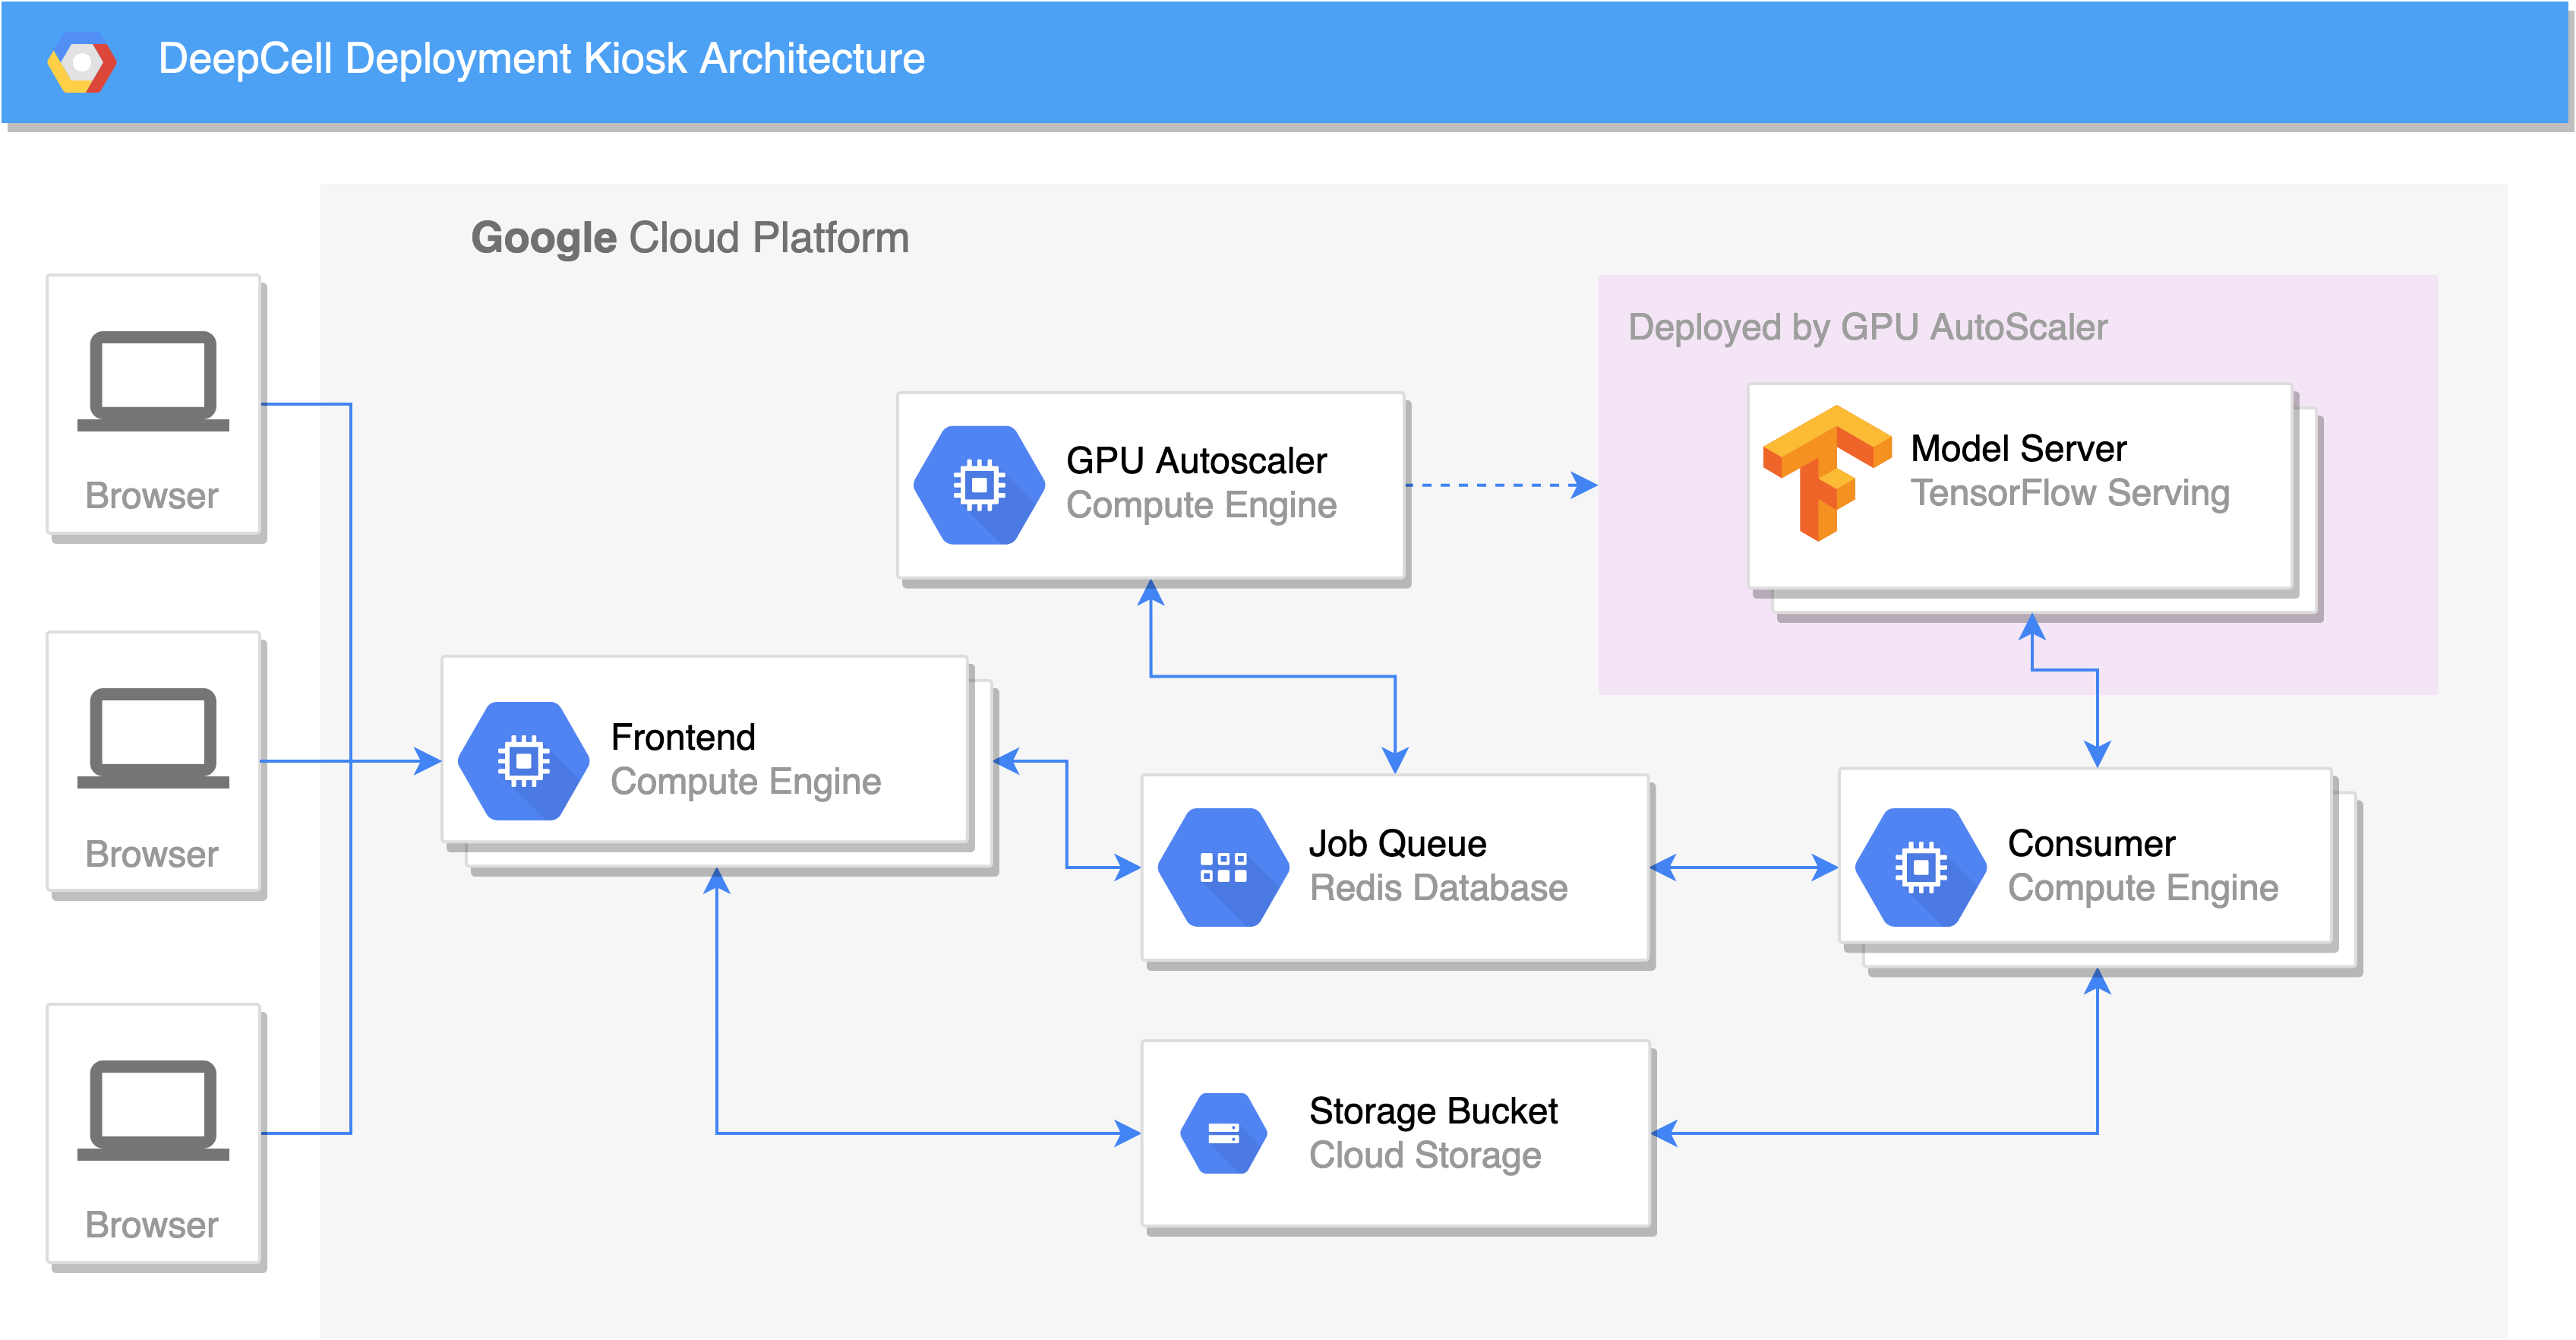 DeepCell Deployment Kiosk Architecture
Google Cloud Platform
Browser
Browser
Browser
Deployed by GPU AutoScaler
GPU Autoscaler
Compute Engine
Model Server
TensorFlow Serving
Frontend
Compute Engine
Job Queue
Redis Database
Consumer
Compute Engine
Storage Bucket
Cloud Storage